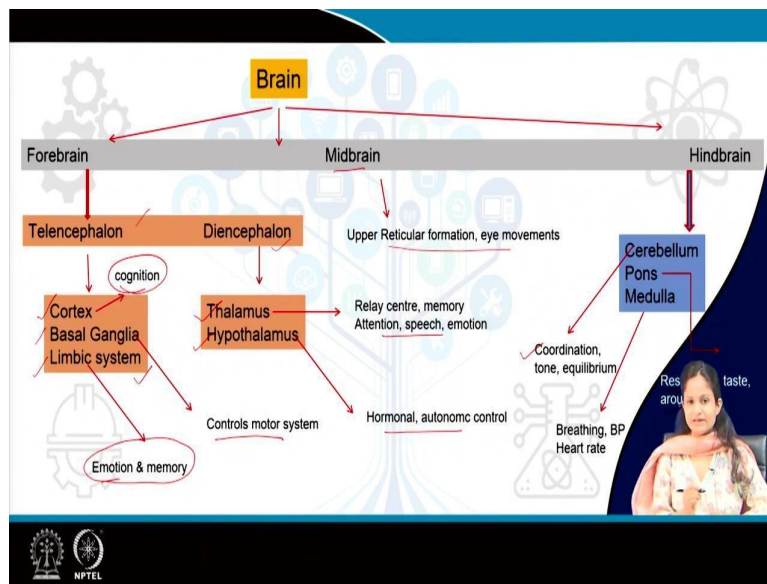 Brain
Forebrain
Midbrain
Hindbrain
Telencephalon
Diencephalon
Upper Reticular formation, eye movements
Cerebellum
Pons
Medulla
cognition
Cortex
Basal Ganglia
Limbic system
Thalamus
Hypothalamus
Relay centre, memory
Attention, speech, emotion
Coordination,
tone, equilibrium
taste,
Controls motor system
Hormonal, autonomc control
Breathing, BP
Heart rate
Emotion & memory
NPTEL